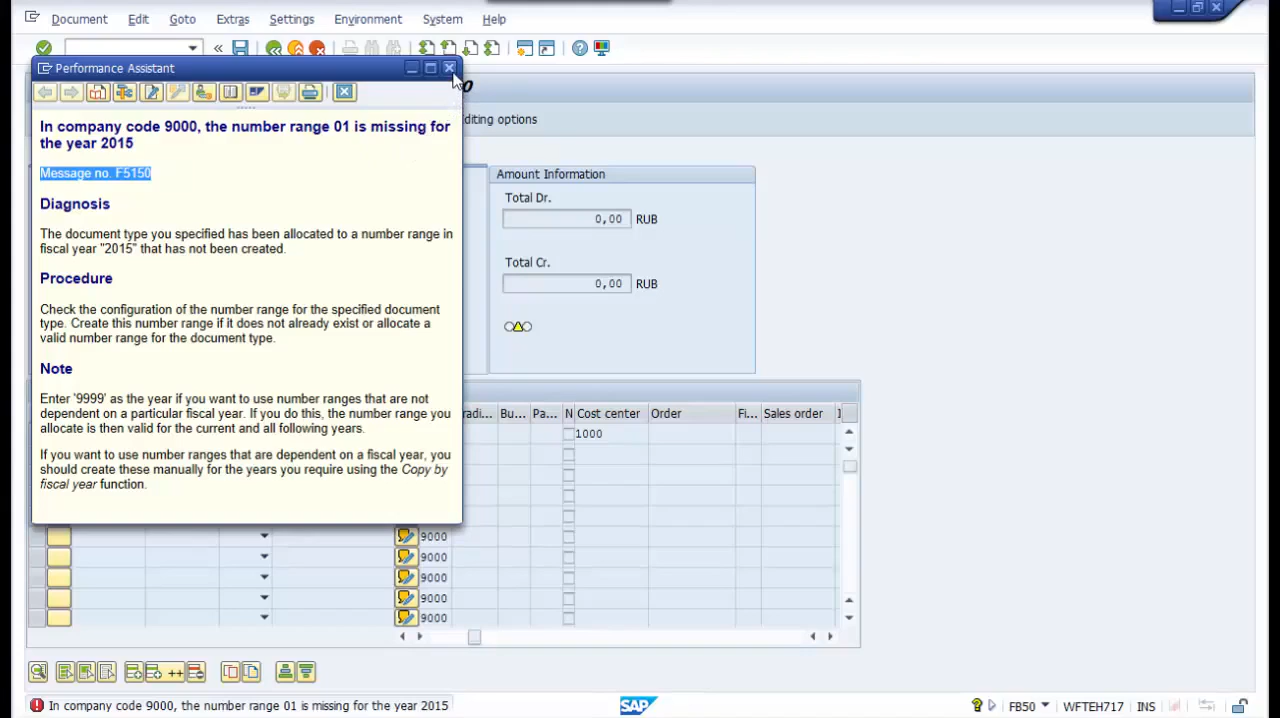 Document Edit Goto Extras Settings Environment System Help
Performance Assistant
In company code 9000, the number range 01 is missing for
the year 2015
Message no. F5150
Diagnosis
The document type you specified has been allocated to a number range in
fiscal year "2015" that has not been created.
Procedure
Check the configuration of the number range for the specified document
type. Create this number range if it does not already exist or allocate a
valid number range for the document type.
Note
Enter '9999' as the year if you want to use number ranges that are not
dependent on a particular fiscal year. If you do this, the number range you
allocate is then valid for the current and all following years.
If you want to use number ranges that are dependent on a fiscal year, you
should create these manually for the years you require using the Copy by
fiscal year function.
options
Amount Information
Total Dr.
0,00 RUB
Total Cr.
0,00 RUB
Bu... Pa... N Cost center Order Fi... Sales order
1000
9000
9000
9000
9000
9000
In company code 9000, the number range 01 is missing for the year 2015
SAP
FB50 WFTEH717 INS